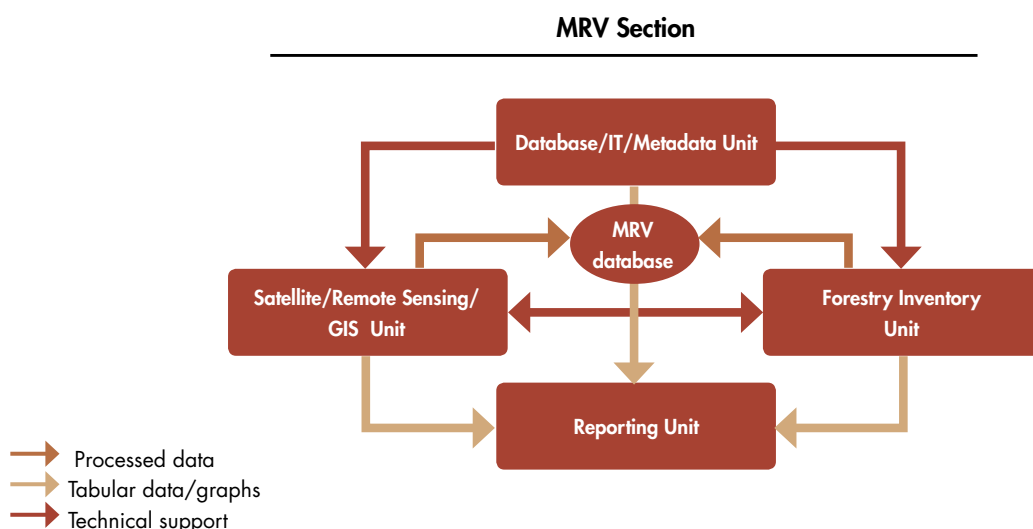 MRV Section
Database/IT/Metadata Unit
MRV
database
Satellite/Remote Sensing/
GIS Unit
Forestry Inventory
Unit
Reporting Unit
Processed data
Tabular data/graphs
Technical support